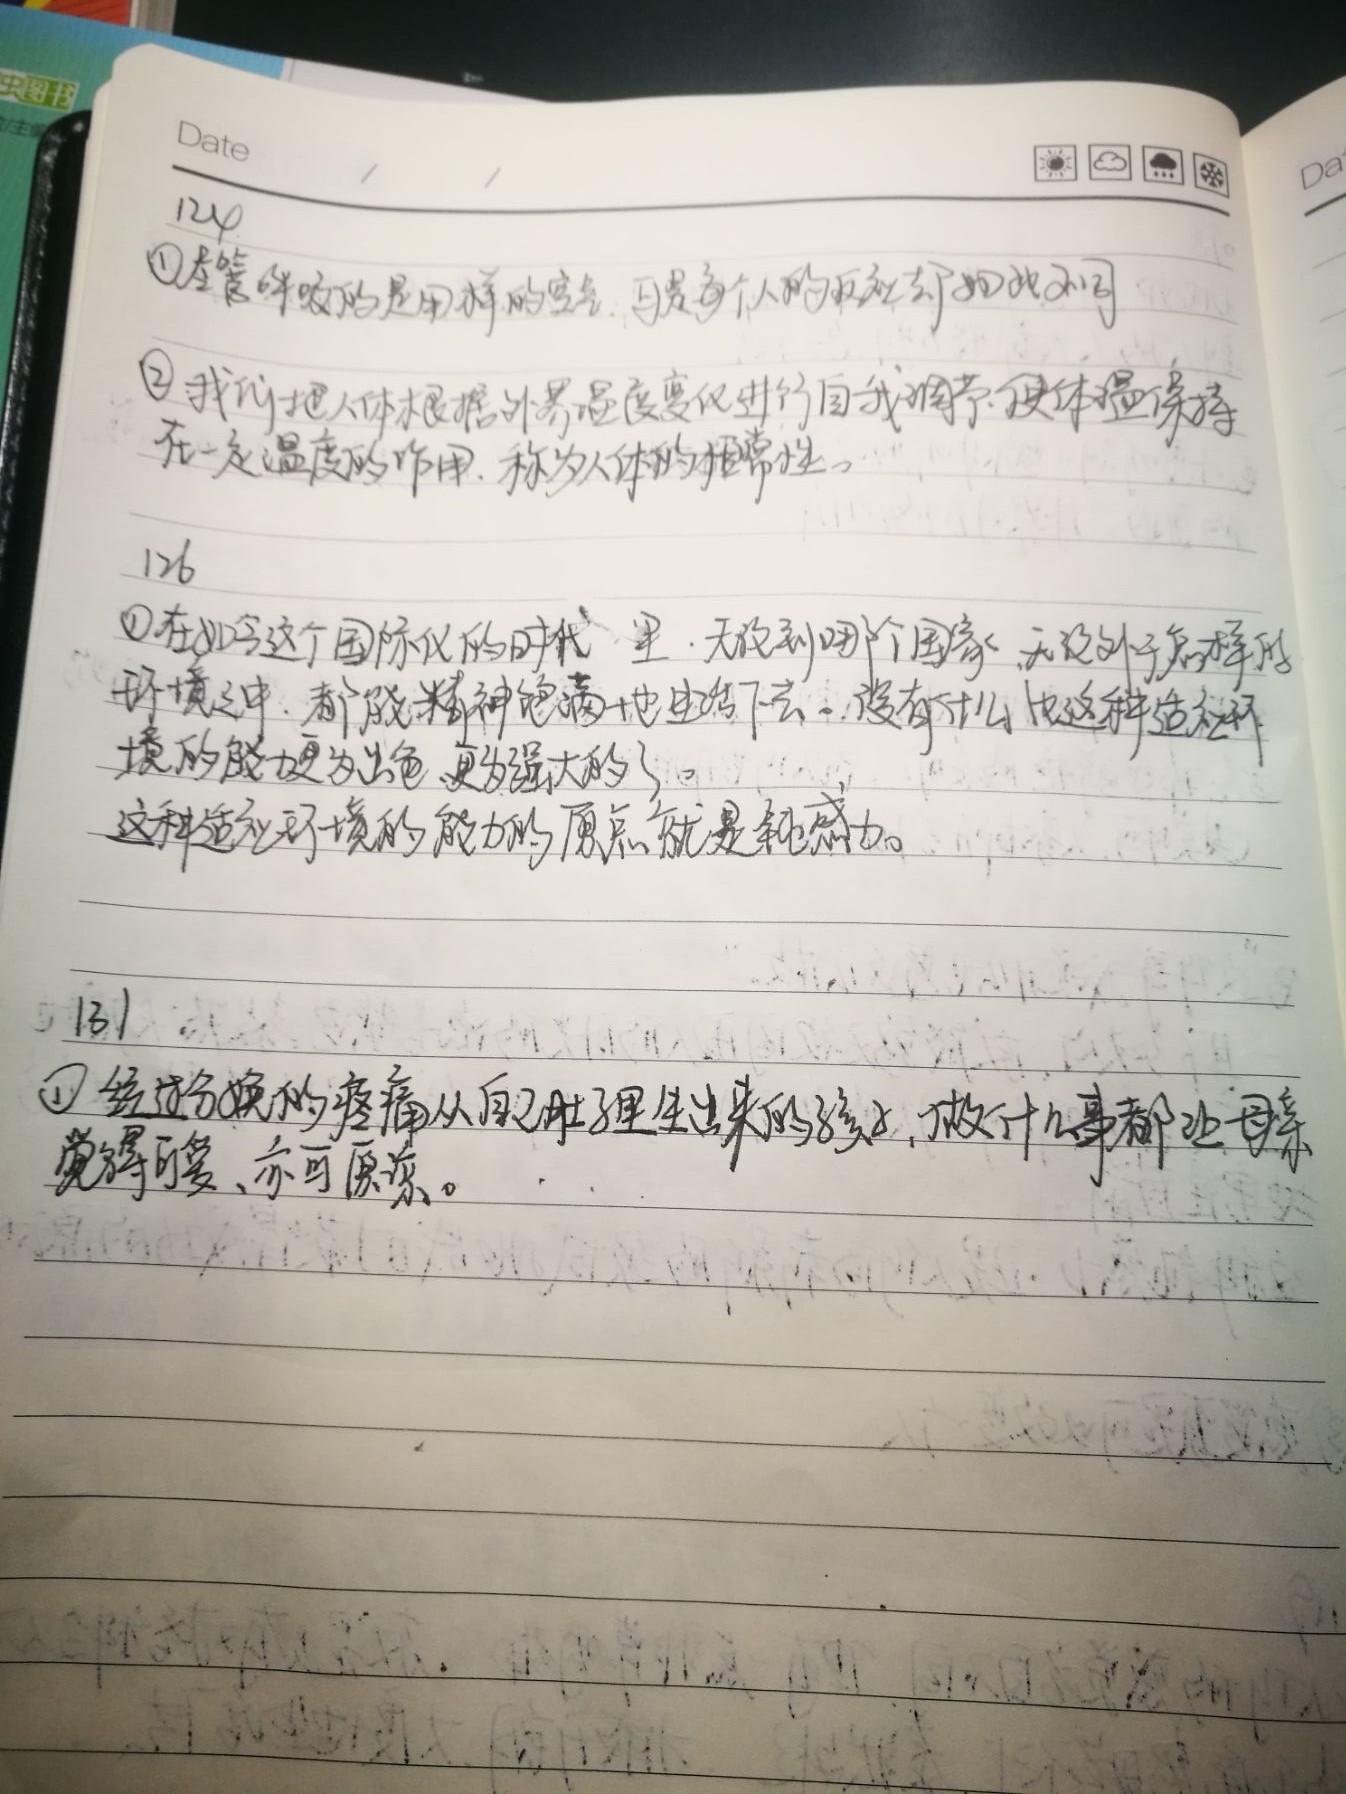 虫图书
/主编
Date / /
Da
124
①尽管呼吸的是同样的空气,可是每个人的反应却如此不同
②我们把人体根据外界温度变化进行自我调节,使体温保持
在一定温度的作用,称为人体的恒常性。
126
①在如今这个国际化的时代里,无论到哪个国家,无论处于怎样的
环境之中,都能精神饱满地生活下去。没有什么比这种适应环
境的能力更为出色、更为强大的了。
这种适应环境的能力的原点就是钝感力。
131
①经过分娩的疼痛从自己肚子里生出来的孩子,做什么事都让母亲
觉得可爱、亦可原谅。